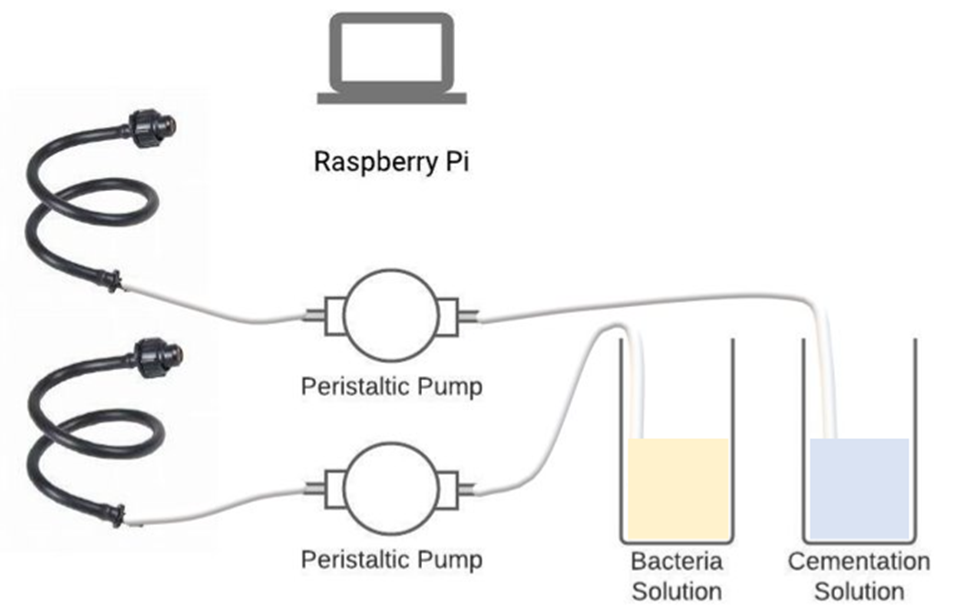 Raspberry Pi
Peristaltic Pump
Peristaltic Pump
Bacteria
Solution
Cementation
Solution